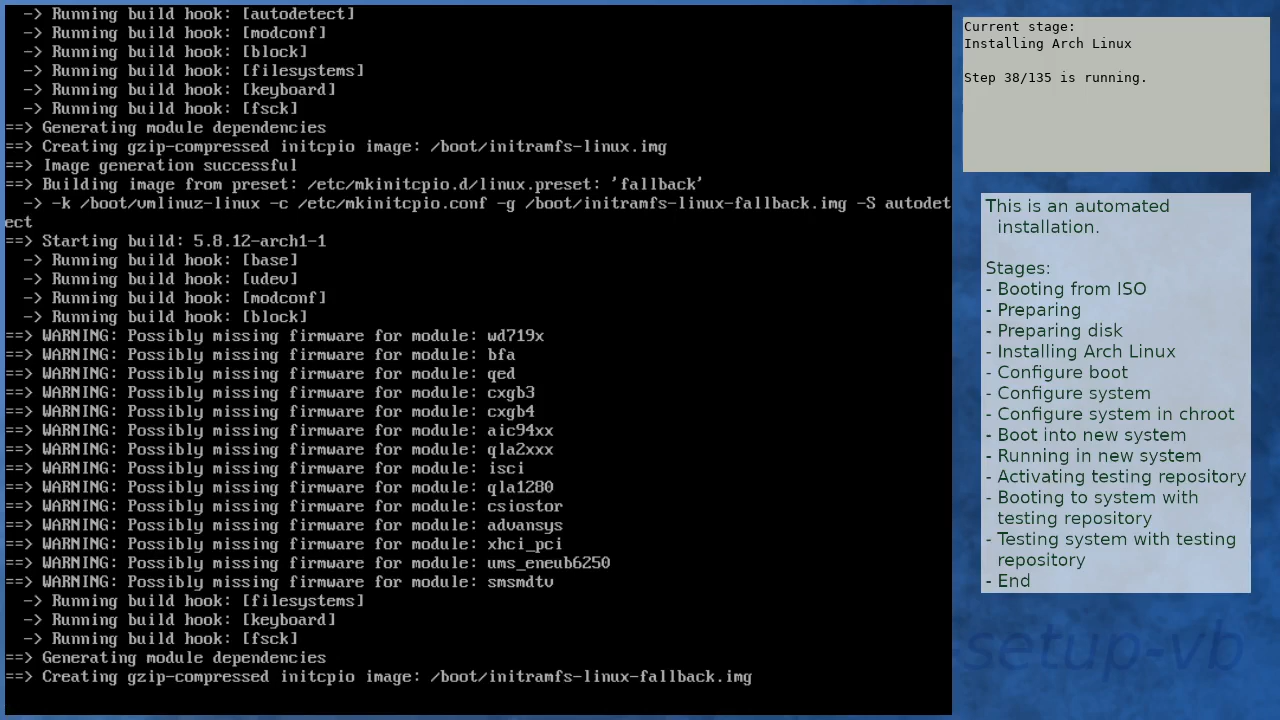 -> Running build hook: [autodetect]
-> Running build hook: [modconf]
-> Running build hook: [block]
-> Running build hook: [filesystems]
-> Running build hook: [keyboard]
-> Running build hook: [fsck]
==> Generating module dependencies
==> Creating gzip-compressed initcpio image: /boot/initramfs-linux.img
==> Image generation successful
==> Building image from preset: /etc/mkinitcpio.d/linux.preset: 'fallback'
-> -k /boot/vmlinuz-linux -c /etc/mkinitcpio.conf -g /boot/initramfs-linux-fallback.img -S autodet
ect
==> Starting build: 5.8.12-arch1-1
-> Running build hook: [base]
-> Running build hook: [udev]
-> Running build hook: [modconf]
-> Running build hook: [block]
==> WARNING: Possibly missing firmware for module: wd719x
==> WARNING: Possibly missing firmware for module: bfa
==> WARNING: Possibly missing firmware for module: qed
==> WARNING: Possibly missing firmware for module: cxgb3
==> WARNING: Possibly missing firmware for module: cxgb4
==> WARNING: Possibly missing firmware for module: aic94xx
==> WARNING: Possibly missing firmware for module: qla2xxx
==> WARNING: Possibly missing firmware for module: isci
==> WARNING: Possibly missing firmware for module: qla1280
==> WARNING: Possibly missing firmware for module: csiostor
==> WARNING: Possibly missing firmware for module: advansys
==> WARNING: Possibly missing firmware for module: xhci_pci
==> WARNING: Possibly missing firmware for module: ums_eneub6250
==> WARNING: Possibly missing firmware for module: smsmdtv
-> Running build hook: [filesystems]
-> Running build hook: [keyboard]
-> Running build hook: [fsck]
==> Generating module dependencies
==> Creating gzip-compressed initcpio image: /boot/initramfs-linux-fallback.img
Current stage:
Installing Arch Linux
Step 38/135 is running.
This is an automated
installation.
Stages:
- Booting from ISO
- Preparing
- Preparing disk
- Installing Arch Linux
- Configure boot
- Configure system
- Configure system in chroot
- Boot into new system
- Running in new system
- Activating testing repository
- Booting to system with
testing repository
- Testing system with testing
repository
- End
-setup-vb